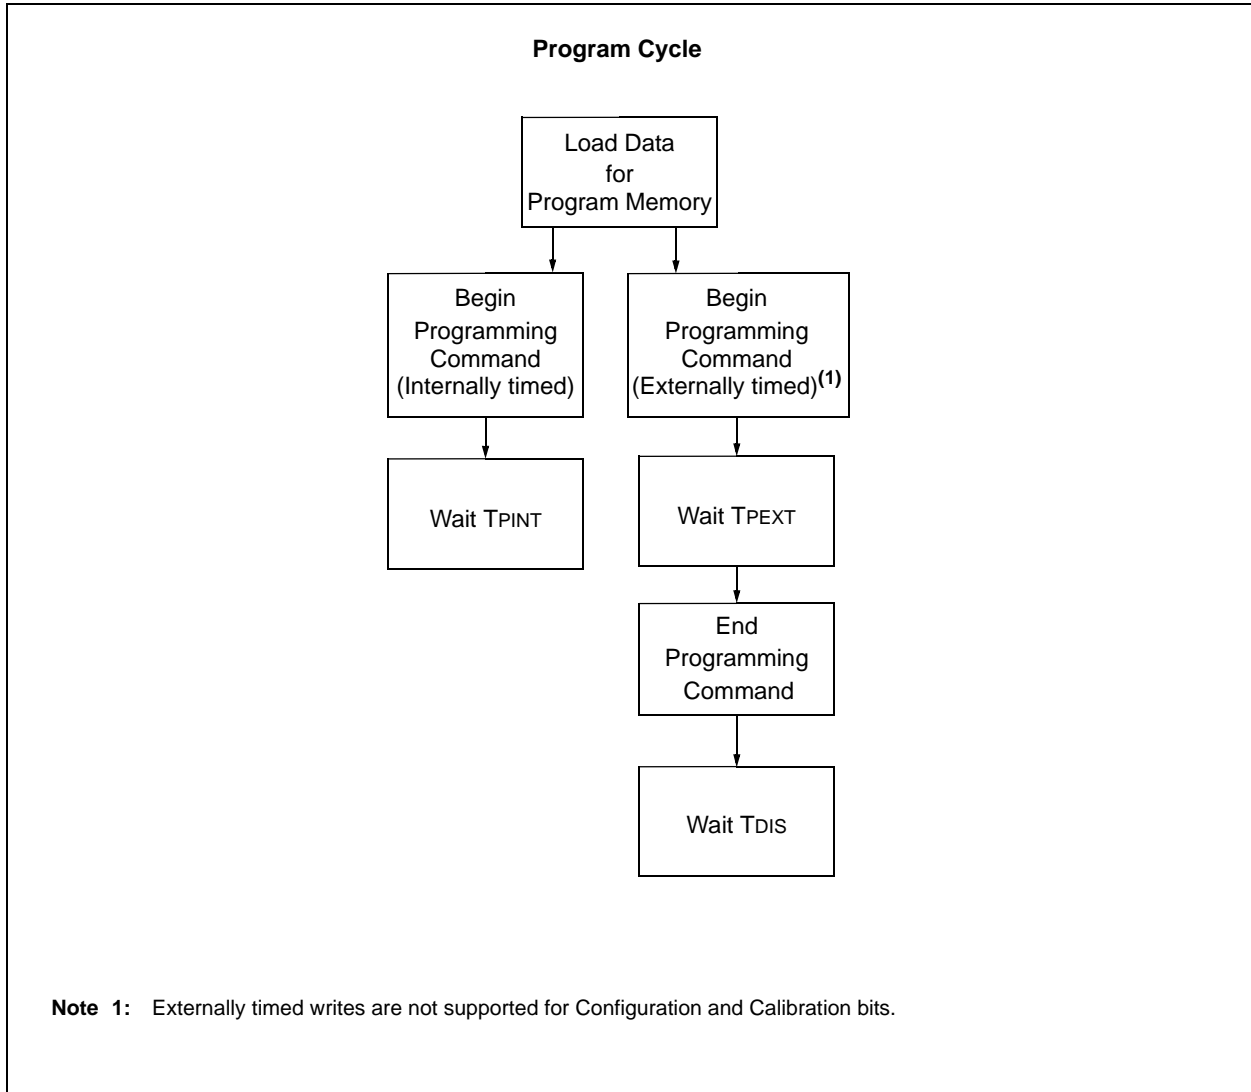 Program Cycle
Load Data
for
Program Memory
Begin
Programming
Command
(Internally timed)
Wait TPINT
Begin
Programming
Command
(Externally timed)(1)
Wait TPEXT
End
Programming
Command
Wait TDIS
Note 1: Externally timed writes are not supported for Configuration and Calibration bits.